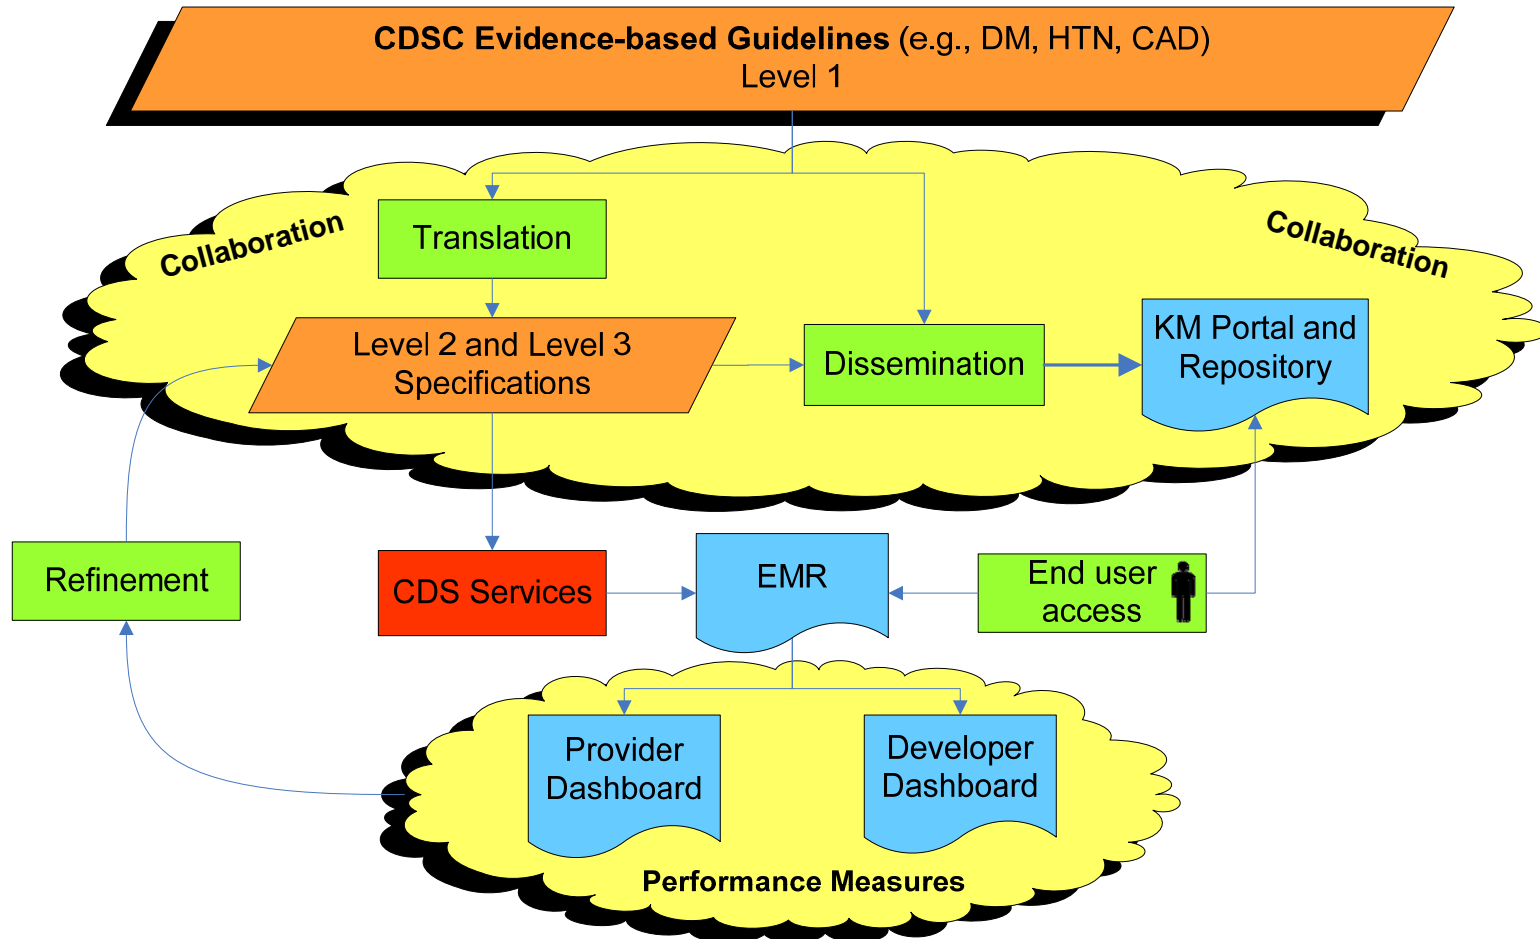 CDSC Evidence-based Guidelines (e.g., DM, HTN, CAD)
Level 1
Collaboration
Collaboration
Translation
Level 2 and Level 3
Specifications
Dissemination
KM Portal and
Repository
Refinement
CDS Services
EMR
End user
access
Provider
Dashboard
Developer
Dashboard
Performance Measures